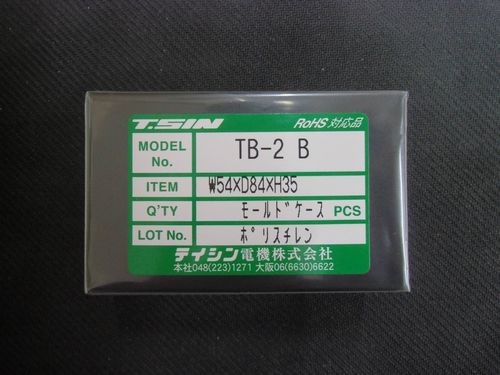 T.SIN RoHS 対応品
MODEL No. TB-2 B
ITEM W54×D84×H35
Q'TY ﾓｰﾙﾄﾞｹｰｽ PCS
LOT No. ﾎﾟﾘｽﾁﾚﾝ
テイシン電機株式会社
本社048(223)1271 大阪06(6630)6622